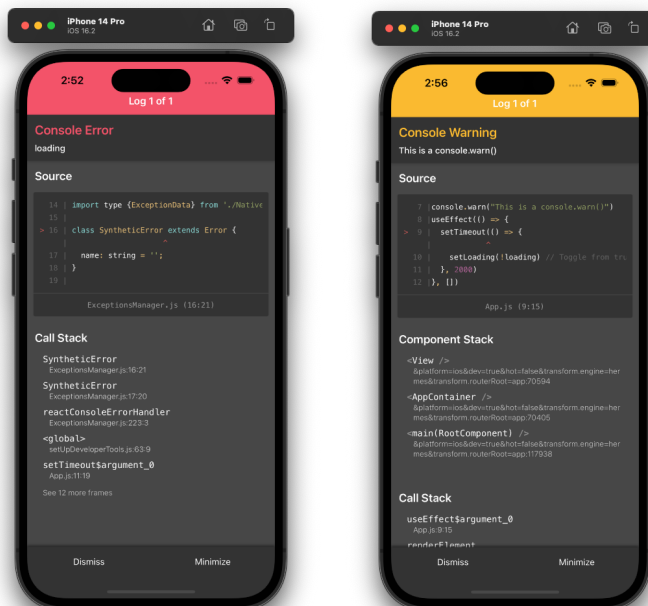 iPhone 14 Pro
iOS 16.2
2:52
Log 1 of 1
Console Error
loading
Source
14 | import type {ExceptionData} from './Native
15 |
> 16 | class SyntheticError extends Error {
| ^
17 | name: string = '';
18 | }
19 |
ExceptionsManager.js (16:21)
Call Stack
SyntheticError
ExceptionsManager.js:16:21
SyntheticError
ExceptionsManager.js:17:20
reactConsoleErrorHandler
ExceptionsManager.js:223:3
<global>
setUpDeveloperTools.js:63:9
setTimeout$argument_0
App.js:11:19
See 12 more frames
Dismiss
Minimize
iPhone 14 Pro
iOS 16.2
2:56
Log 1 of 1
Console Warning
This is a console.warn()
Source
7 |console.warn("This is a console.warn()")
8 |useEffect(() => {
> 9 | setTimeout(() => {
| ^
10 | setLoading(!loading) // Toggle from tru
11 | }, 2000)
12 |}, [])
App.js (9:15)
Component Stack
<View />
&platform=ios&dev=true&hot=false&transform.engine=her
mes&transform.routerRoot=app:70594
<AppContainer />
&platform=ios&dev=true&hot=false&transform.engine=her
mes&transform.routerRoot=app:70405
<main(RootComponent) />
&platform=ios&dev=true&hot=false&transform.engine=her
mes&transform.routerRoot=app:117938
Call Stack
useEffect$argument_0
App.js:9:15
renderElement
Dismiss
Minimize